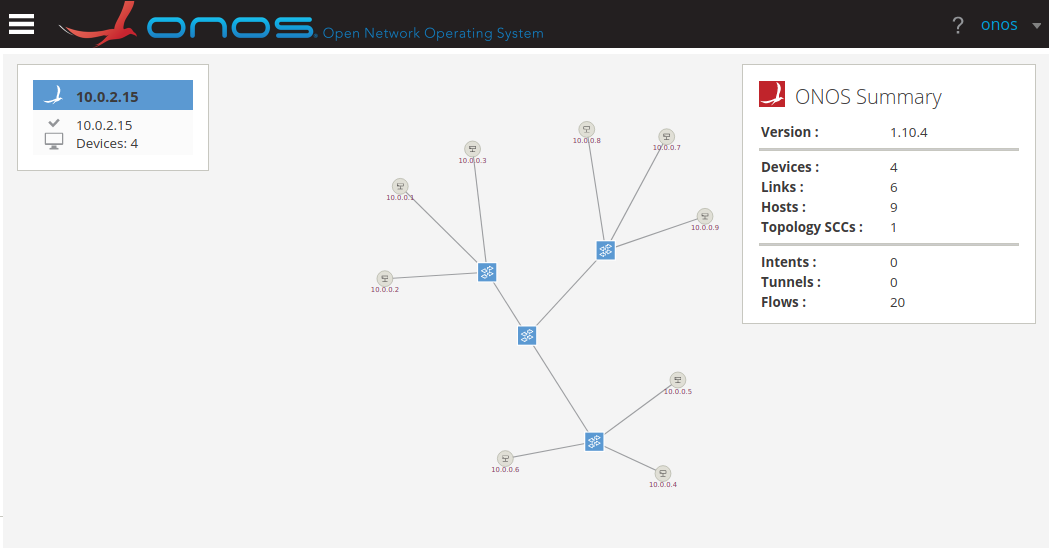 onos Open Network Operating System
? onos
10.0.2.15
10.0.2.15
Devices: 4
ONOS Summary
Version : 1.10.4
Devices : 4
Links : 6
Hosts : 9
Topology SCCs : 1
Intents : 0
Tunnels : 0
Flows : 20
10.0.0.8
10.0.0.7
10.0.0.3
10.0.0.1
10.0.0.9
10.0.0.2
10.0.0.5
10.0.0.6
10.0.0.4